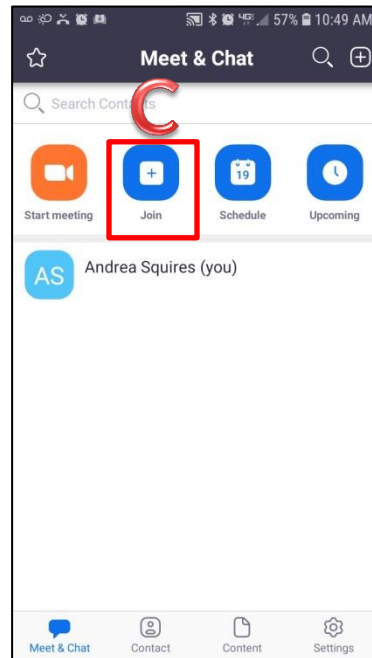 4G 57% 10:49 AM
Meet & Chat
Search Contacts
C
19
Start meeting Join Schedule Upcoming
AS Andrea Squires (you)
Meet & Chat Contact Content Settings